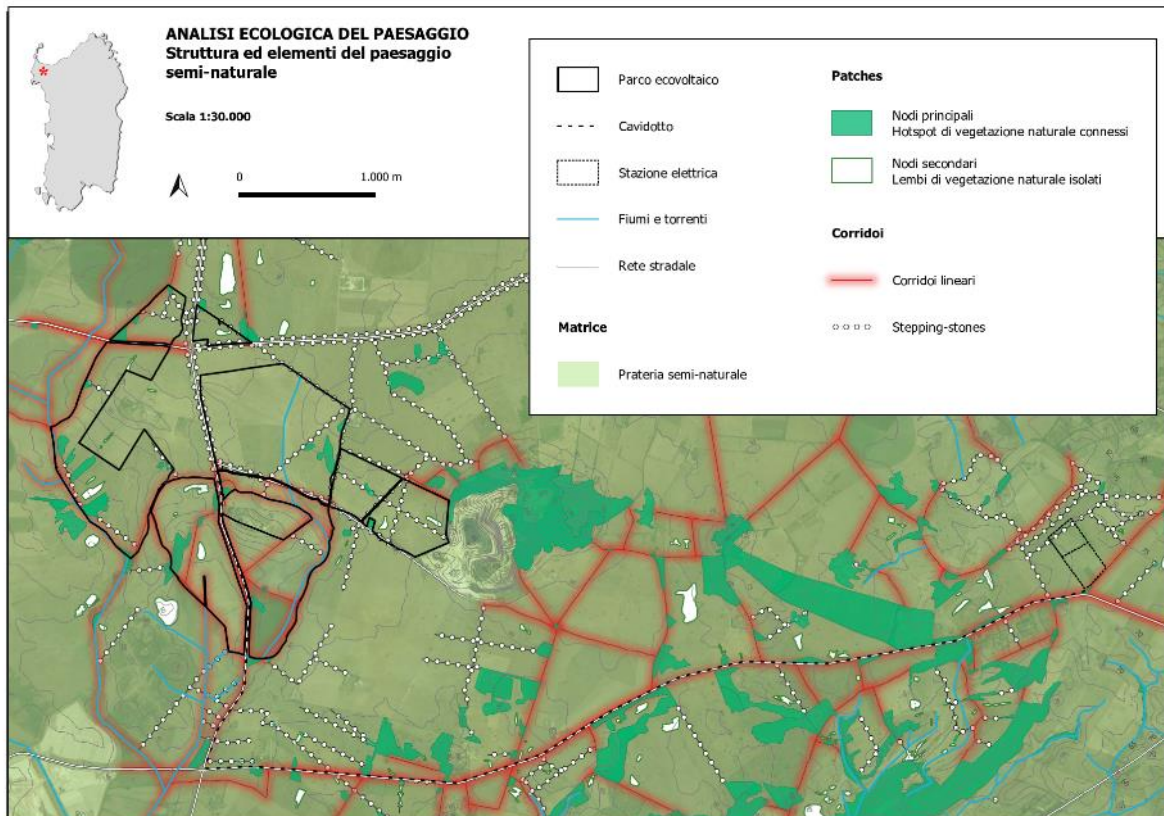 ANALISI ECOLOGICA DEL PAESAGGIO
Struttura ed elementi del paesaggio
semi-naturale
Scala 1:30.000
0
1.000 m
Parco ecovoltaico
Cavidotto
Stazione elettrica
Fiumi e torrenti
Rete stradale
Matrice
Prateria semi-naturale
Patches
Nodi principali
Hotspot di vegetazione naturale connessi
Nodi secondari
Lembi di vegetazione naturale isolati
Corridoi
Corridoi lineari
Stepping-stones